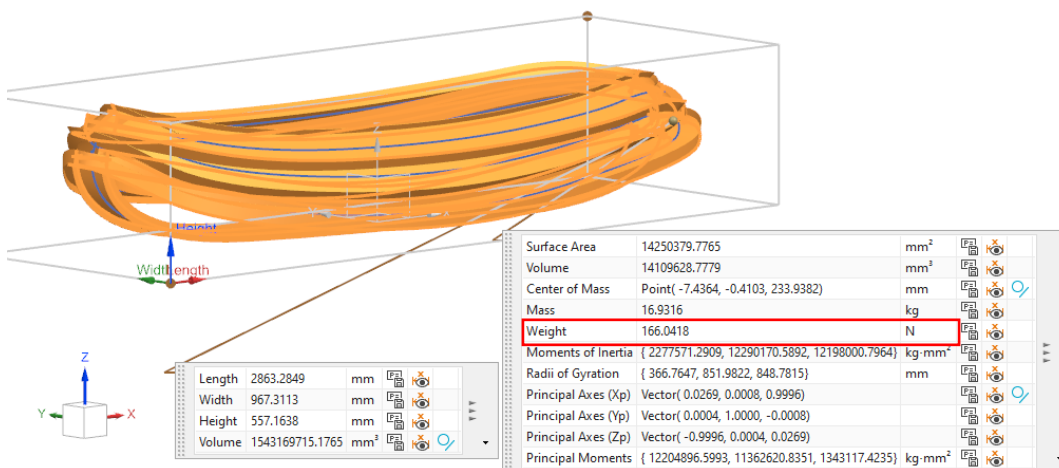 Height
Width
Length
Z
Y
X
Length 2863.2849 mm
Width 967.3113 mm
Height 557.1638 mm
Volume 1543169715.1765 mm³
Surface Area 14250379.7765 mm²
Volume 14109628.7779 mm³
Center of Mass Point( -7.4364, -0.4103, 233.9382) mm
Mass 16.9316 kg
Weight 166.0418 N
Moments of Inertia { 2277571.2909, 12290170.5892, 12198000.7964} kg·mm²
Radii of Gyration { 366.7647, 851.9822, 848.7815} mm
Principal Axes (Xp) Vector( 0.0269, 0.0008, 0.9996)
Principal Axes (Yp) Vector( 0.0004, 1.0000, -0.0008)
Principal Axes (Zp) Vector( -0.9996, 0.0004, 0.0269)
Principal Moments { 12204896.5993, 11362620.8351, 1343117.4235} kg·mm²